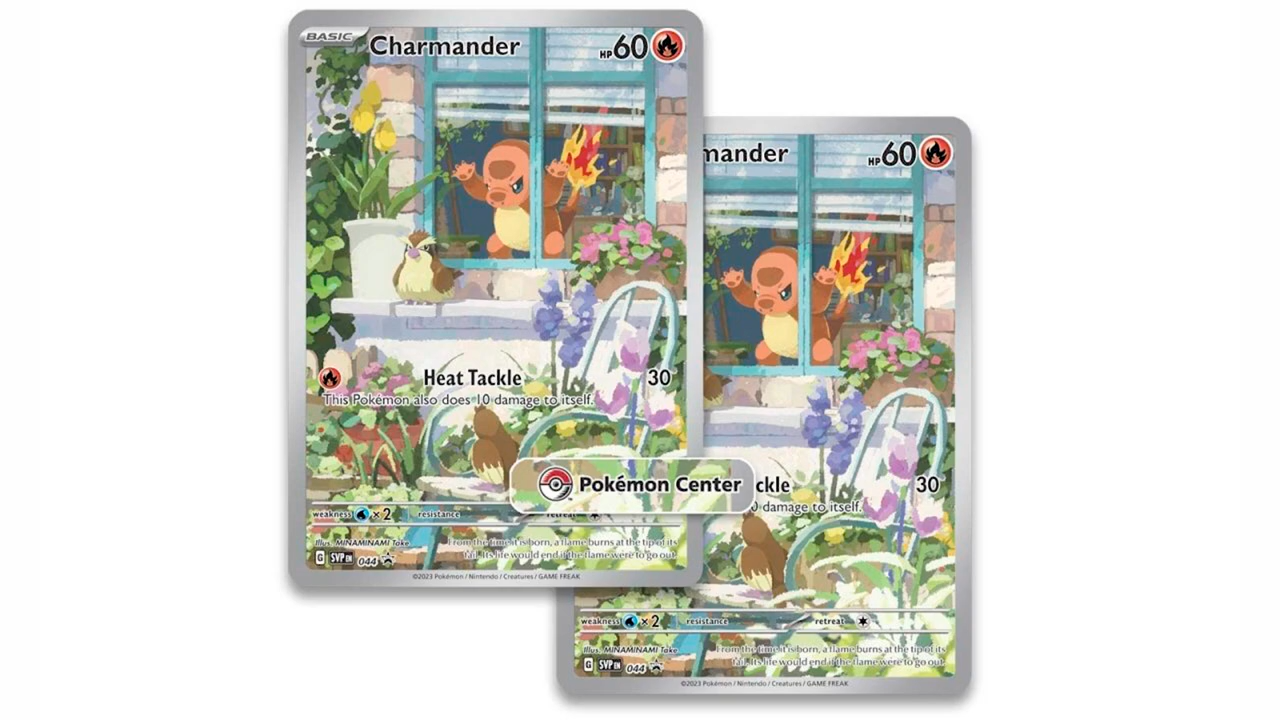 BASIC Charmander HP60
Heat Tackle 30
This Pokémon also does 10 damage to itself.
Pokémon Center
weakness ×2 resistance retreat
Illus. MINAMINAMI Take
From the time it is born, a flame burns at the tip of its
tail. Its life would end if the flame were to go out.
G SVP EN 044
©2023 Pokémon / Nintendo / Creatures / GAME FREAK
mander HP60
ckle 30
0 damage to itself.
weakness ×2 resistance retreat
Illus. MINAMINAMI Take
From the time it is born, a flame burns at the tip of its
tail. Its life would end if the flame were to go out.
G SVP EN 044
©2023 Pokémon / Nintendo / Creatures / GAME FREAK